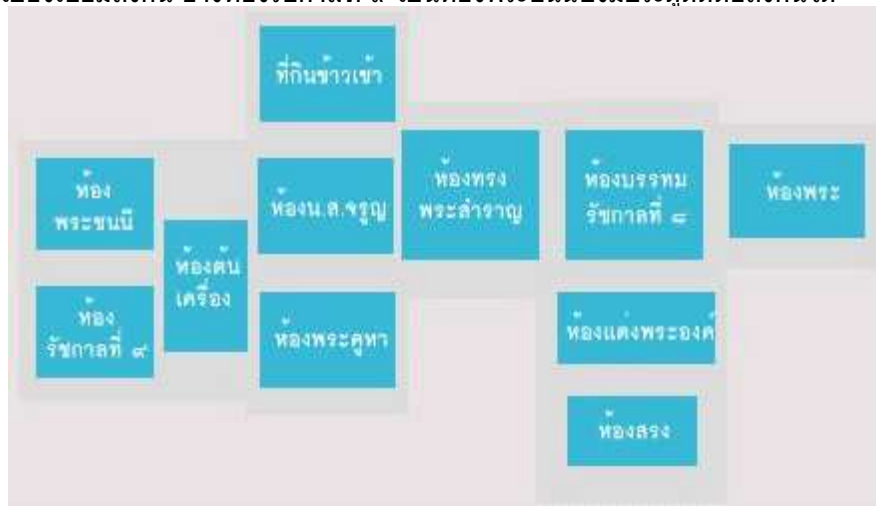 ที่กินข้าวเช้า
ห้อง
พระชนนี
ห้องน.ส.จรูญ
ห้องทรง
พระสำราญ
ห้องบรรทม
รัชกาลที่ ๘
ห้องพระ
ห้องต้น
เครื่อง
ห้อง
รัชกาลที่ ๙
ห้องพระคูหา
ห้องแต่งพระองค์
ห้องสรง